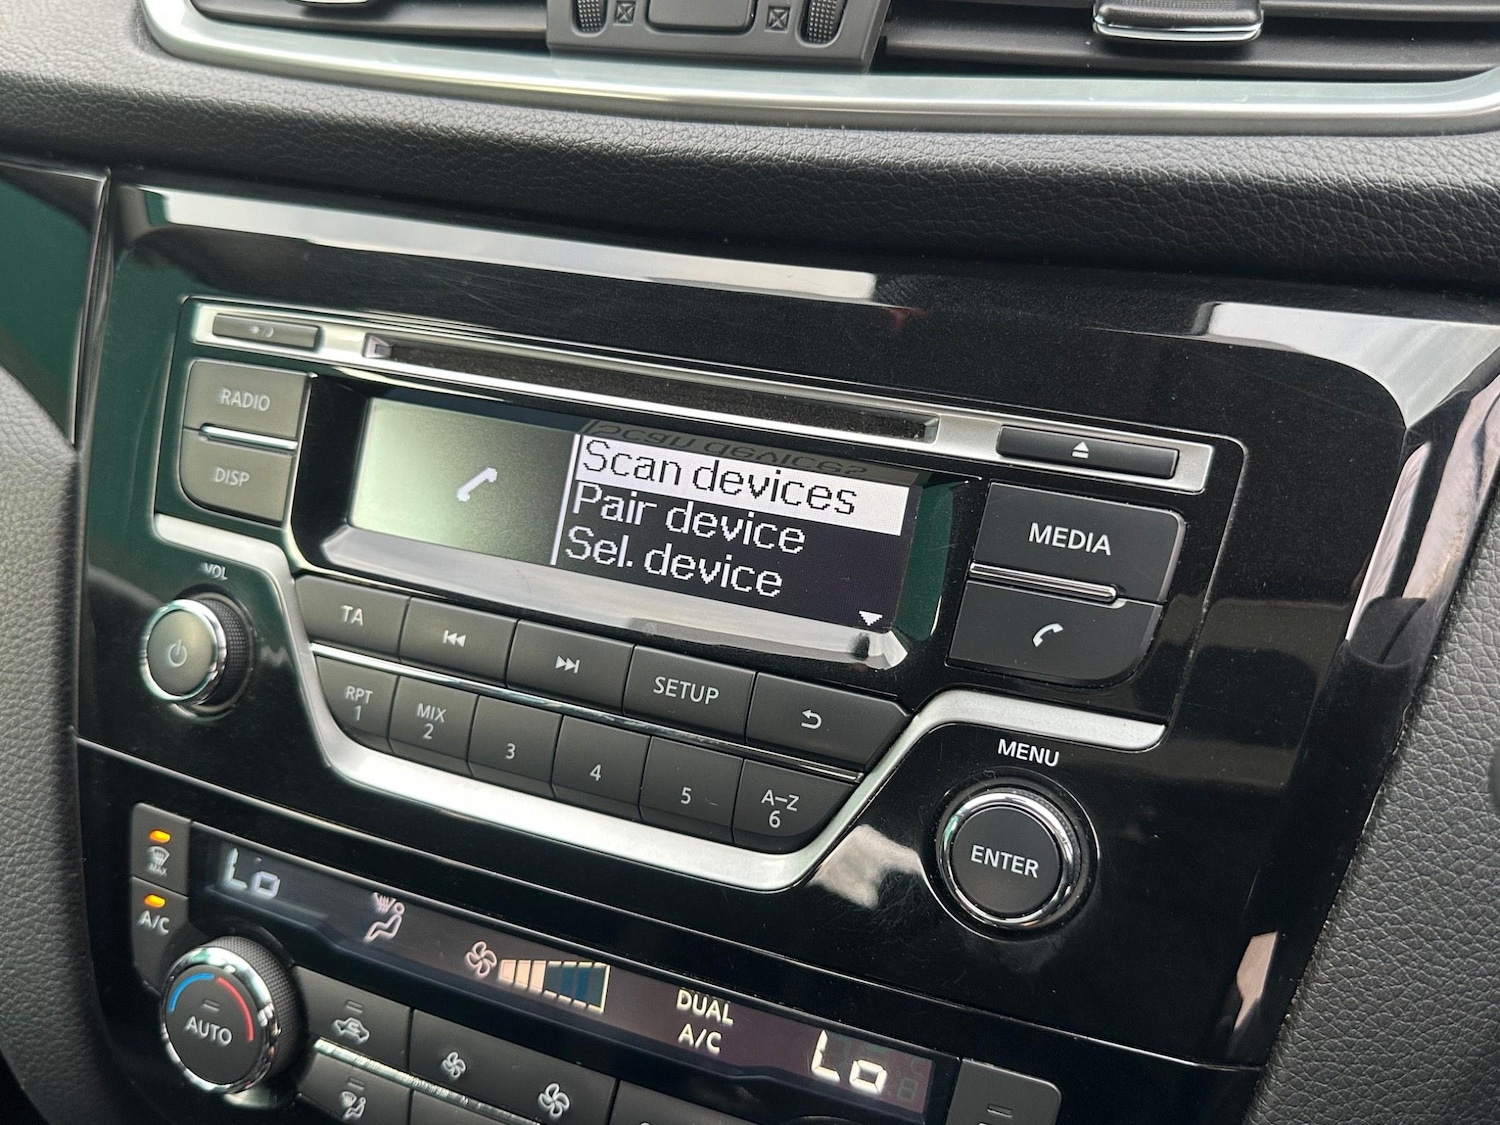 RADIO
DISP
Scan devices
Pair device
Sel. device
MEDIA
VOL
TA
SETUP
RPT
1
MIX
2
3
4
5
A-Z
6
MENU
ENTER
MAX
A/C
Lo
AUTO
DUAL
A/C
Lo